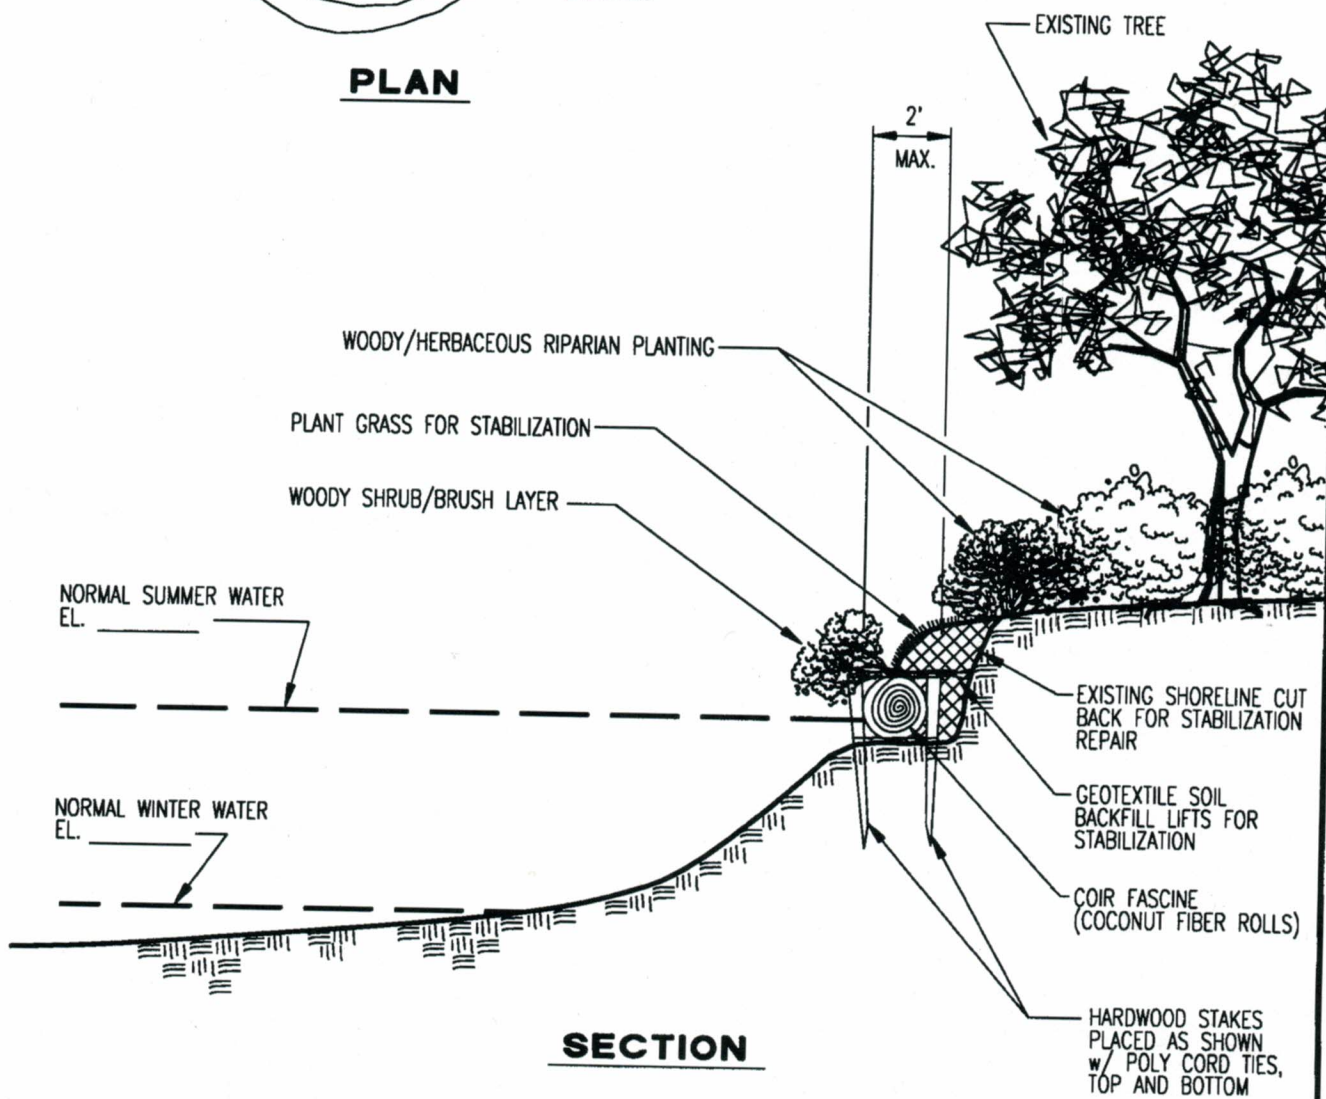 PLAN
EXISTING TREE
2'
MAX.
WOODY/HERBACEOUS RIPARIAN PLANTING
PLANT GRASS FOR STABILIZATION
WOODY SHRUB/BRUSH LAYER
NORMAL SUMMER WATER
EL.
EXISTING SHORELINE CUT
BACK FOR STABILIZATION
REPAIR
NORMAL WINTER WATER
EL.
GEOTEXTILE SOIL
BACKFILL LIFTS FOR
STABILIZATION
COIR FASCINE
(COCONUT FIBER ROLLS)
HARDWOOD STAKES
PLACED AS SHOWN
w/ POLY CORD TIES,
TOP AND BOTTOM
SECTION